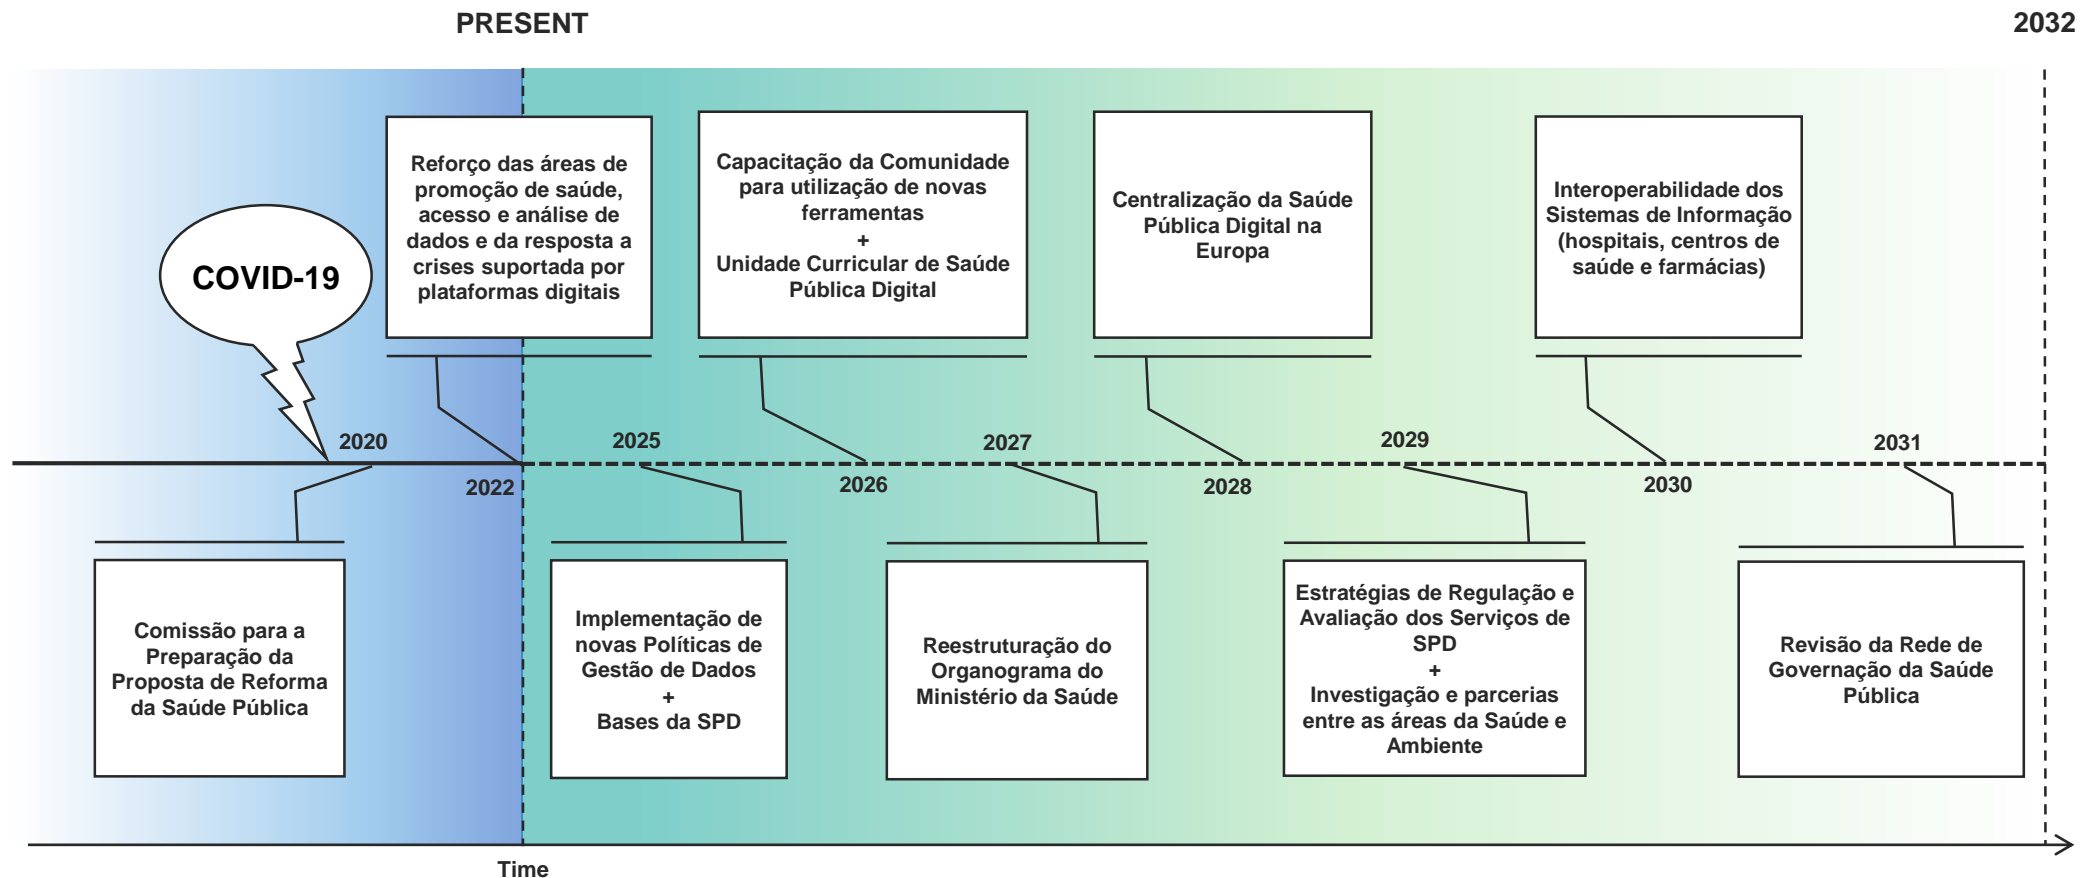 PRESENT
2032
Reforço das áreas de
promoção de saúde,
acesso e análise de
dados e da resposta a
crises suportada por
plataformas digitais
Capacitação da Comunidade
para utilização de novas
ferramentas
+
Unidade Curricular de Saúde
Pública Digital
Centralização da Saúde
Pública Digital na
Europa
Interoperabilidade dos
Sistemas de Informação
(hospitais, centros de
saúde e farmácias)
COVID-19
2020
2025
2027
2029
2031
2022
2026
2028
2030
Comissão para a
Preparação da
Proposta de Reforma
da Saúde Pública
Implementação de
novas Políticas de
Gestão de Dados
+
Bases da SPD
Reestruturação do
Organograma do
Ministério da Saúde
Estratégias de Regulação e
Avaliação dos Serviços de
SPD
+
Investigação e parcerias
entre as áreas da Saúde e
Ambiente
Revisão da Rede de
Governação da Saúde
Pública
Time